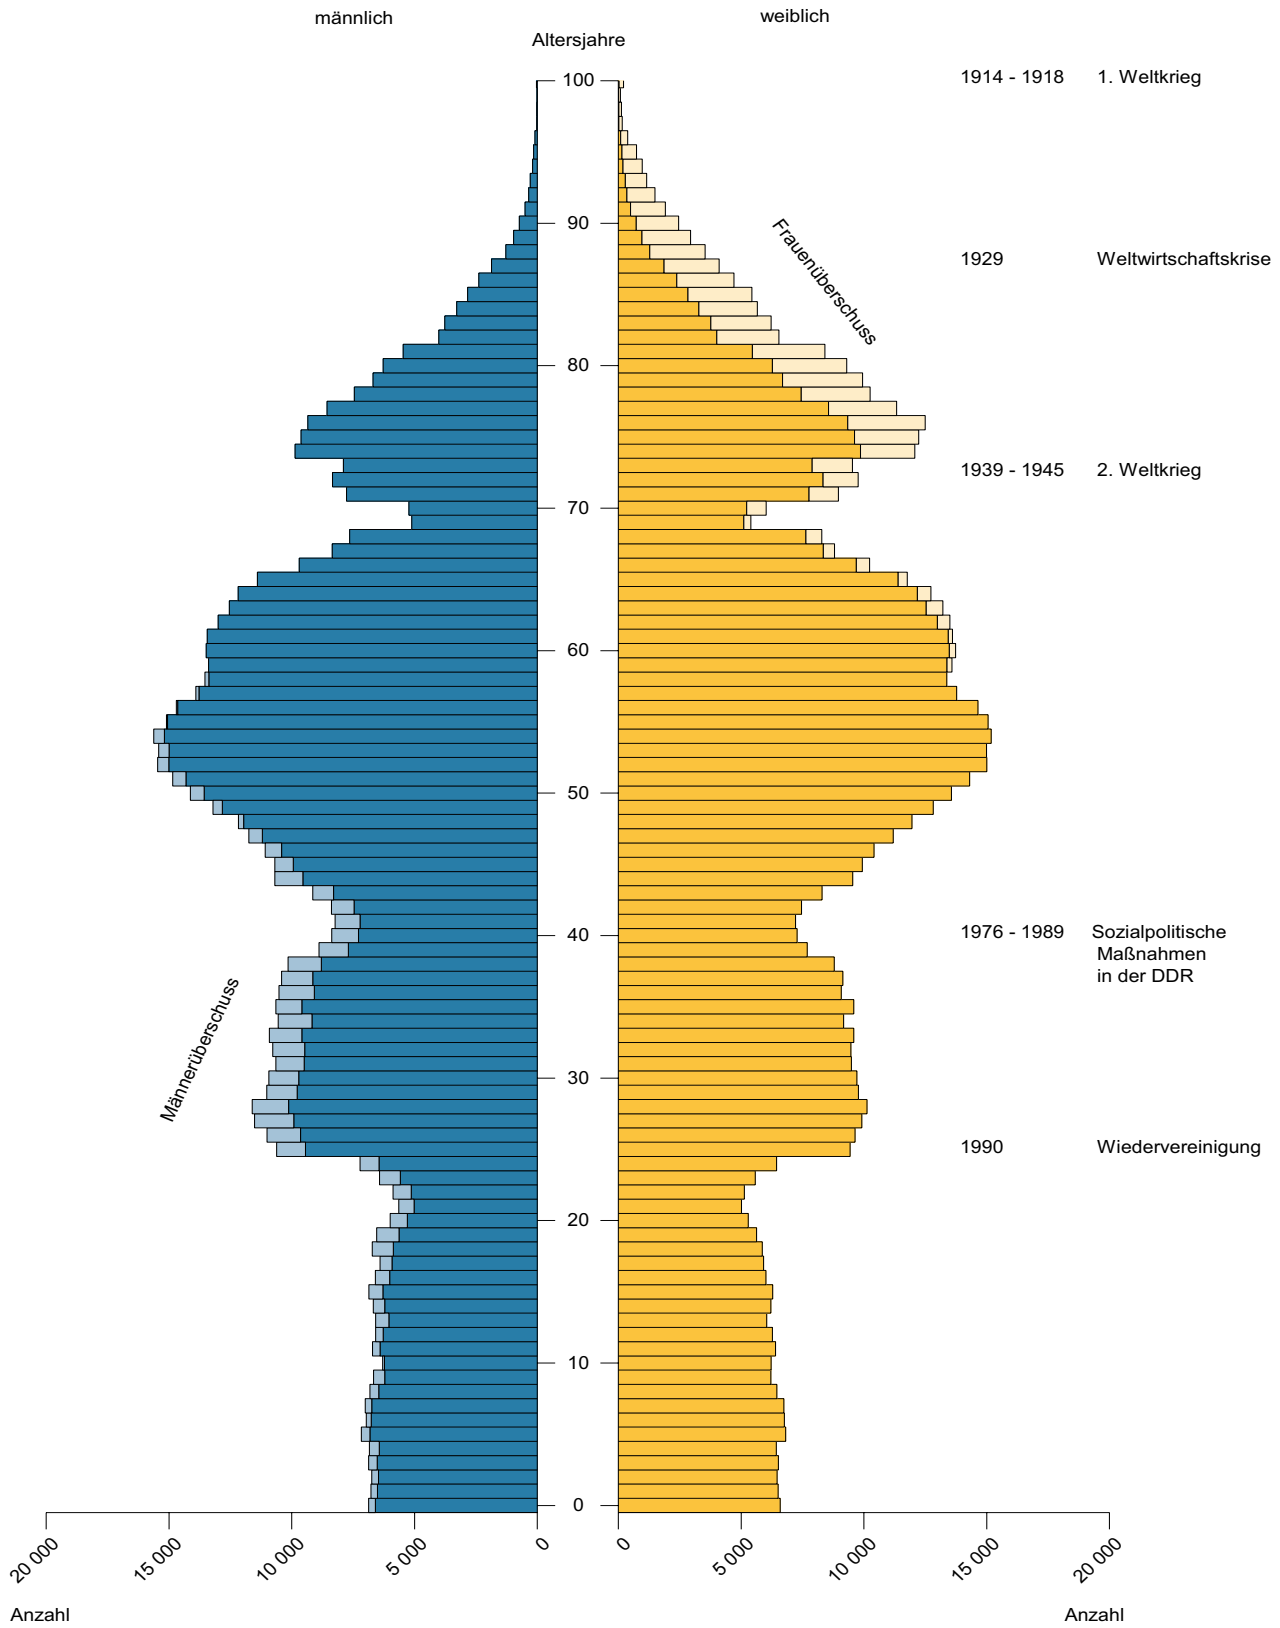 männlich
weiblich
Altersjahre
100
1914 - 1918 1. Weltkrieg
90
Frauenüberschuss
1929 Weltwirtschaftskrise
80
1939 - 1945 2. Weltkrieg
70
60
50
40
1976 - 1989 Sozialpolitische
Maßnahmen
in der DDR
Männerüberschuss
30
1990 Wiedervereinigung
20
10
0
20 000 15 000 10 000 5 000 0 0 5 000 10 000 15 000 20 000
Anzahl Anzahl